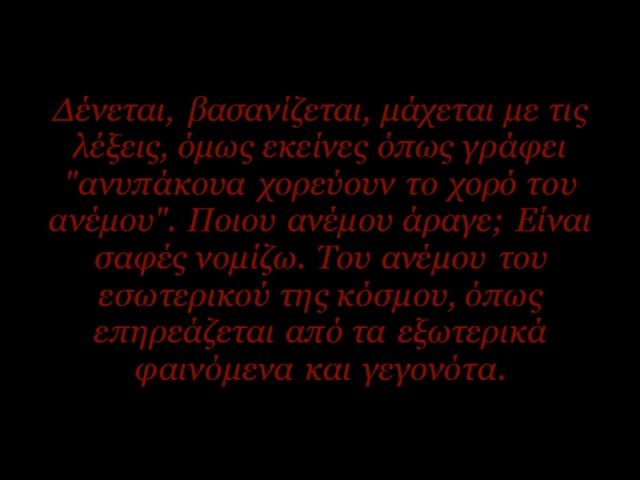 Δένεται, βασανίζεται, μάχεται με τις
λέξεις, όμως εκείνες όπως γράφει
"ανυπάκουα χορεύουν το χορό του
ανέμου". Ποιου ανέμου άραγε; Είναι
σαφές νομίζω. Του ανέμου του
εσωτερικού της κόσμου, όπως
επηρεάζεται από τα εξωτερικά
φαινόμενα και γεγονότα.